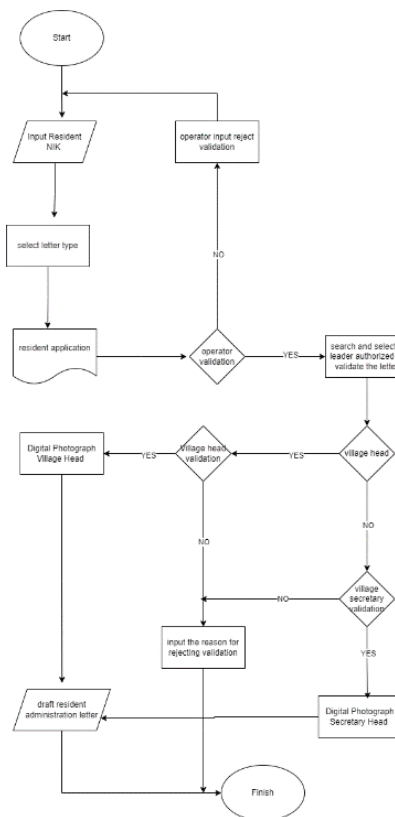 Start
Input Resident
NIK
operator input reject
validation
select letter type
NO
resident application
operator
validation
YES
search and select
leader authorized
validate the letter
Digital Photograph
Village Head
YES
Village head
validation
YES
village head
NO
NO
village
secretary
validation
NO
input the reason for
rejecting validation
YES
draft resident
administration letter
Digital Photograph
Secretary Head
Finish